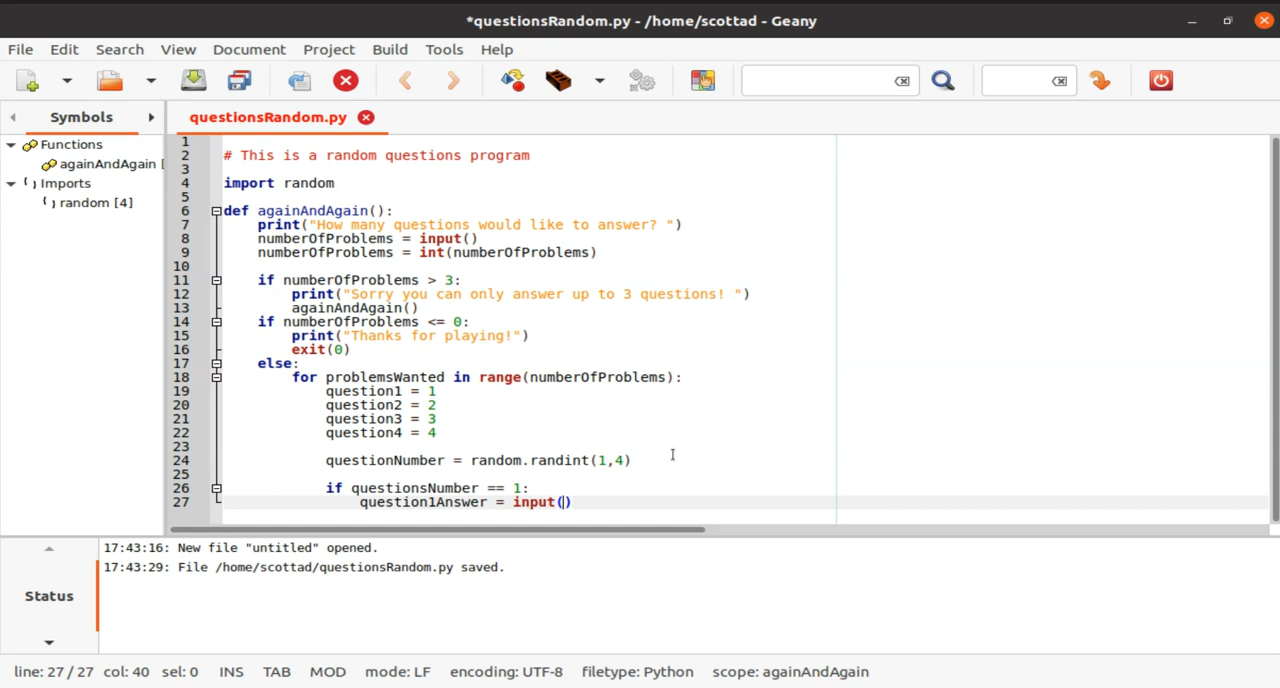 *questionsRandom.py - /home/scottad - Geany
File Edit Search View Document Project Build Tools Help
Symbols
questionsRandom.py
Functions
againAndAgain [
Imports
random [4]
1
2 # This is a random questions program
3
4 import random
5
6 def againAndAgain():
7 print("How many questions would like to answer? ")
8 numberOfProblems = input()
9 numberOfProblems = int(numberOfProblems)
10
11 if numberOfProblems > 3:
12 print("Sorry you can only answer up to 3 questions! ")
13 againAndAgain()
14 if numberOfProblems <= 0:
15 print("Thanks for playing!")
16 exit(0)
17 else:
18 for problemsWanted in range(numberOfProblems):
19 question1 = 1
20 question2 = 2
21 question3 = 3
22 question4 = 4
23
24 questionNumber = random.randint(1,4)
25
26 if questionsNumber == 1:
27 question1Answer = input()
Status
17:43:16: New file "untitled" opened.
17:43:29: File /home/scottad/questionsRandom.py saved.
line: 27 / 27 col: 40 sel: 0 INS TAB MOD mode: LF encoding: UTF-8 filetype: Python scope: againAndAgain